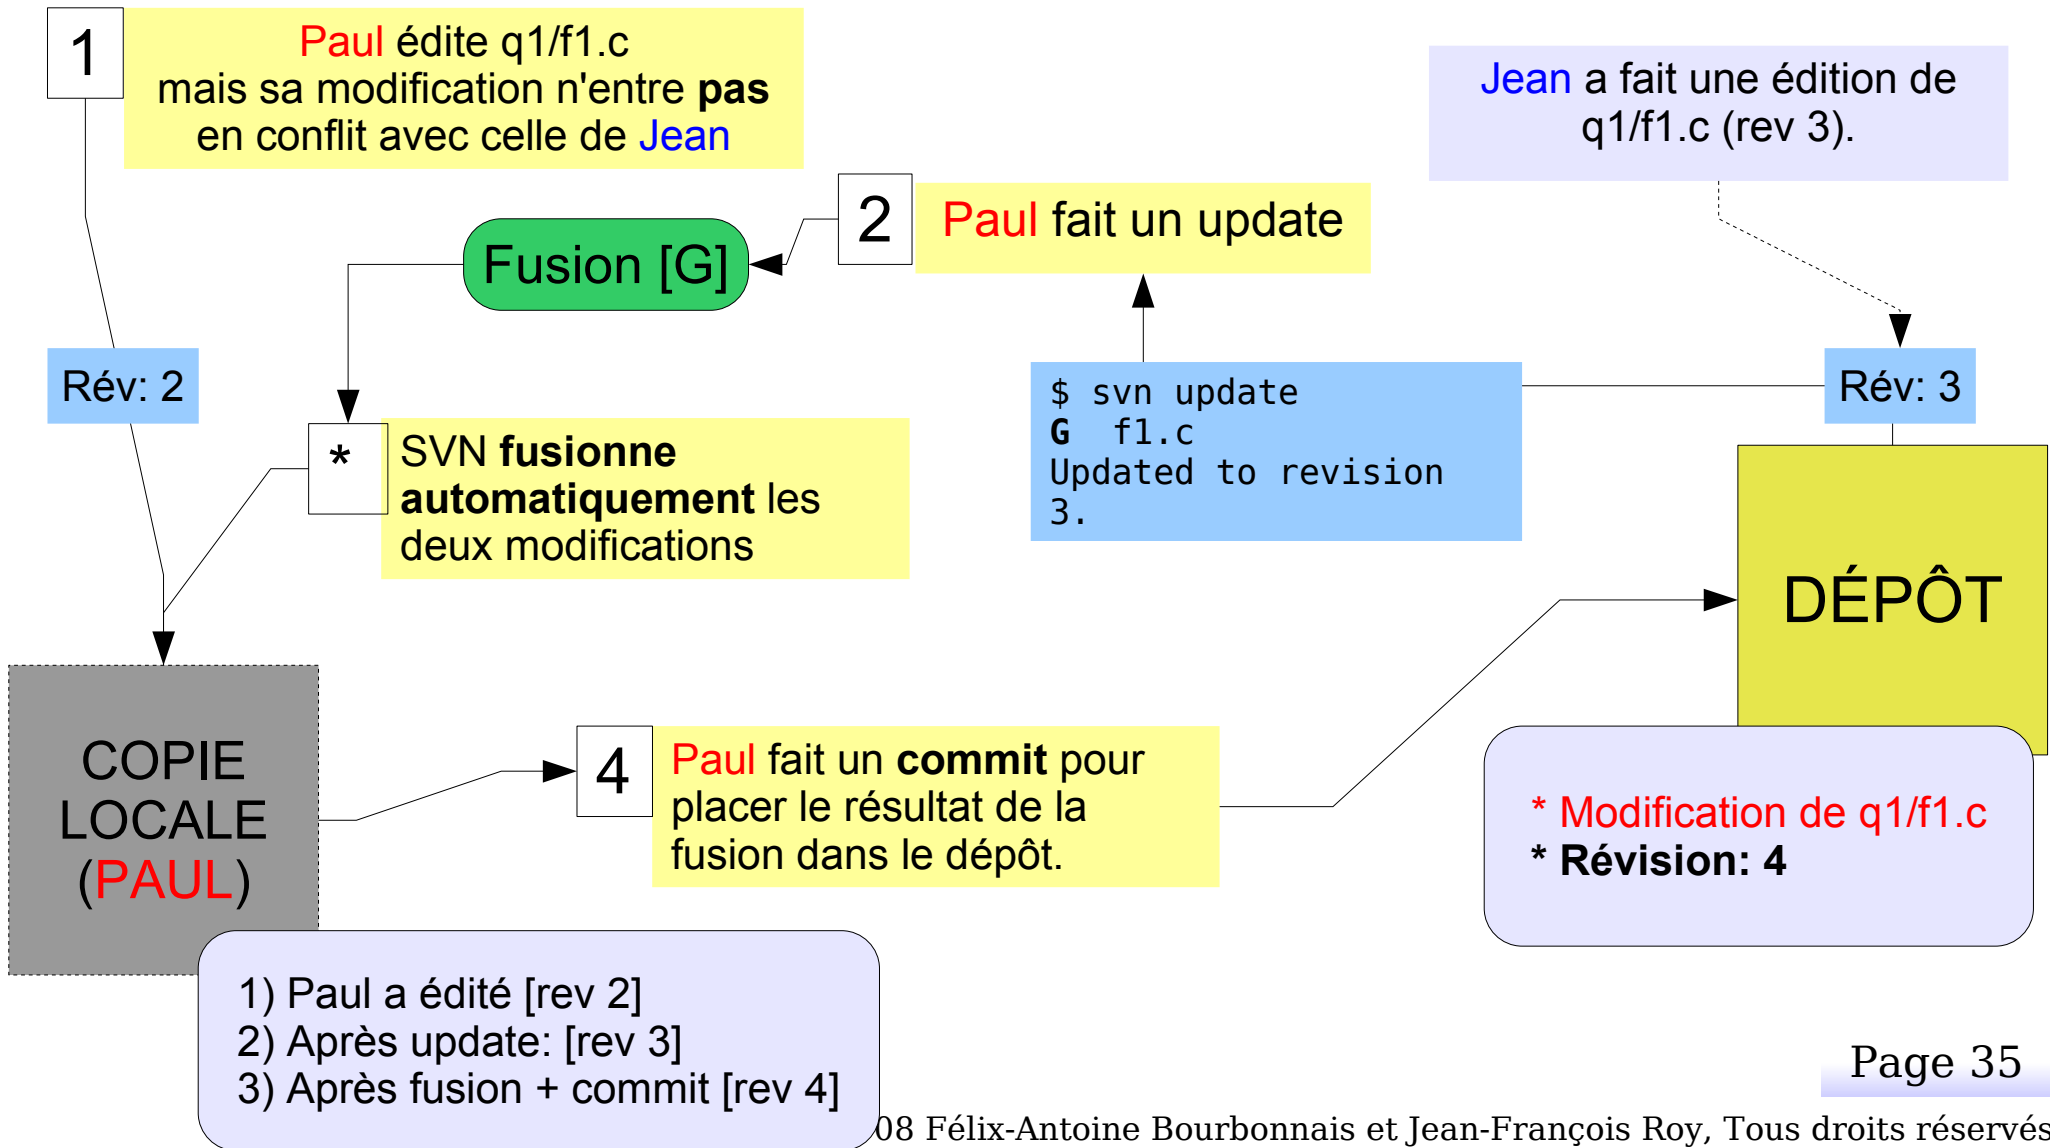 1
Paul édite q1/f1.c
mais sa modification n'entre pas
en conflit avec celle de Jean
Jean a fait une édition de
q1/f1.c (rev 3).
2
Paul fait un update
Fusion [G]
Rév: 2
Rév: 3
$ svn update
G  f1.c
Updated to revision
3.
*
SVN fusionne
automatiquement les
deux modifications
DÉPÔT
COPIE
LOCALE
(PAUL)
4
Paul fait un commit pour
placer le résultat de la
fusion dans le dépôt.
* Modification de q1/f1.c
* Révision: 4
1) Paul a édité [rev 2]
2) Après update: [rev 3]
3) Après fusion + commit [rev 4]
Page 35
08 Félix-Antoine Bourbonnais et Jean-François Roy, Tous droits réservés